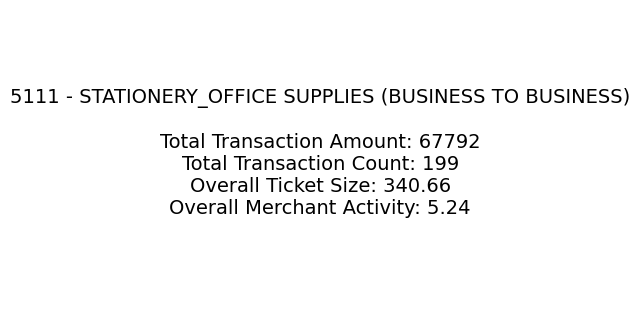 5111 - STATIONERY_OFFICE SUPPLIES (BUSINESS TO BUSINESS)
Total Transaction Amount: 67792
Total Transaction Count: 199
Overall Ticket Size: 340.66
Overall Merchant Activity: 5.24